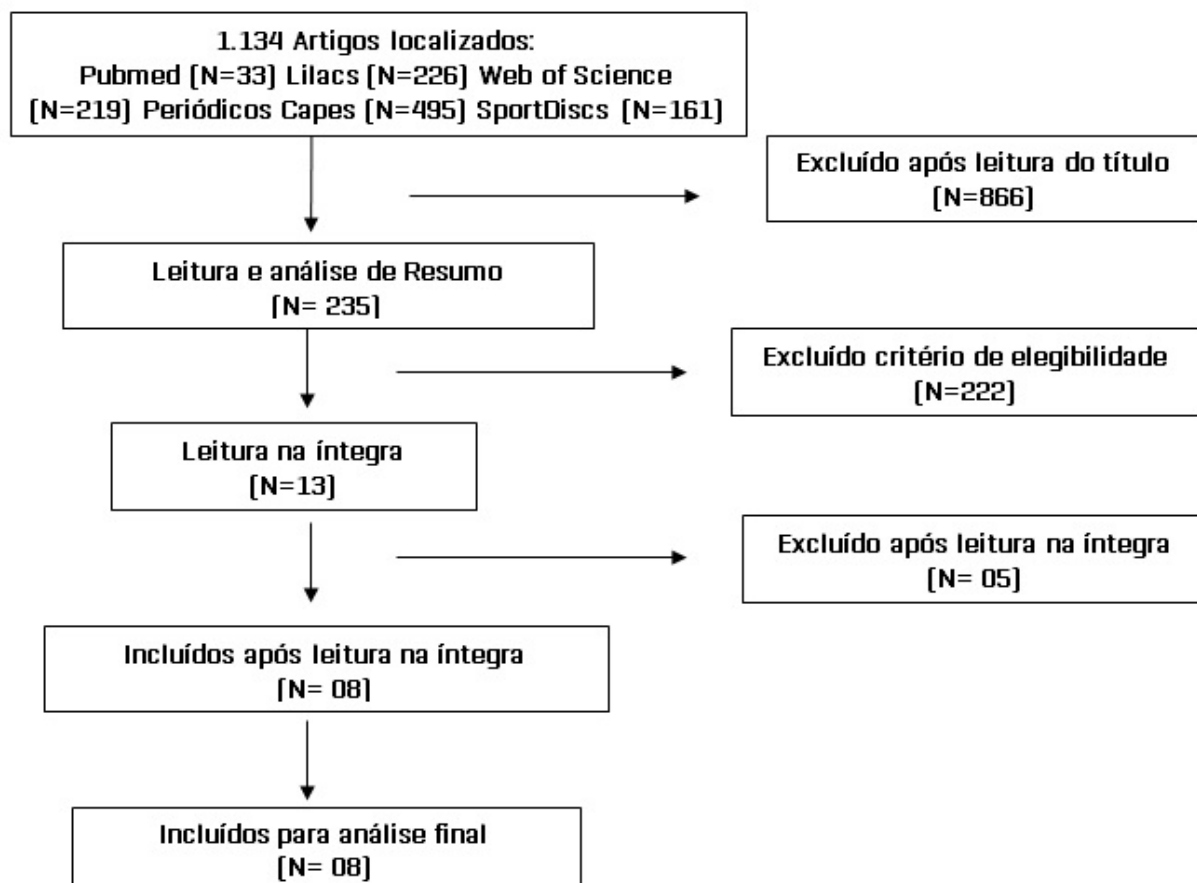 1.134 Artigos localizados:
Pubmed (N=33) Lilacs (N=226) Web of Science
(N=219) Periódicos Capes (N=495) SportDiscs (N=161)
Excluído após leitura do título
(N=866)
Leitura e análise de Resumo
(N= 235)
Excluído critério de elegibilidade
(N=222)
Leitura na íntegra
(N=13)
Excluído após leitura na íntegra
(N= 05)
Incluídos após leitura na íntegra
(N= 08)
Incluídos para análise final
(N= 08)